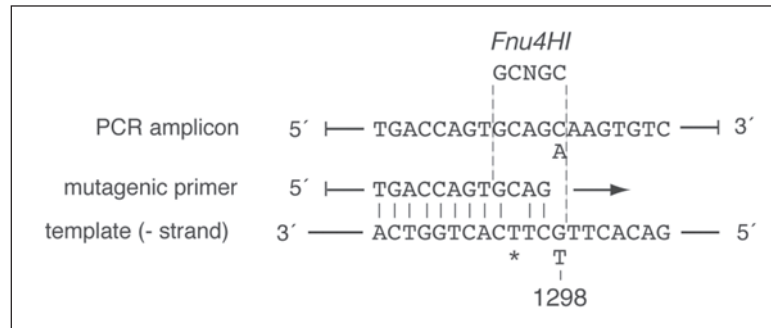 Fnu4HI
GCNGC
PCR amplicon 5´ TGACCAGTGCAGCAAGTGTC 3´
A
mutagenic primer 5´ TGACCAGTGCAG
template (- strand) 3´ ACTGGTCACTTCGTTCACAG 5´
* T
1298